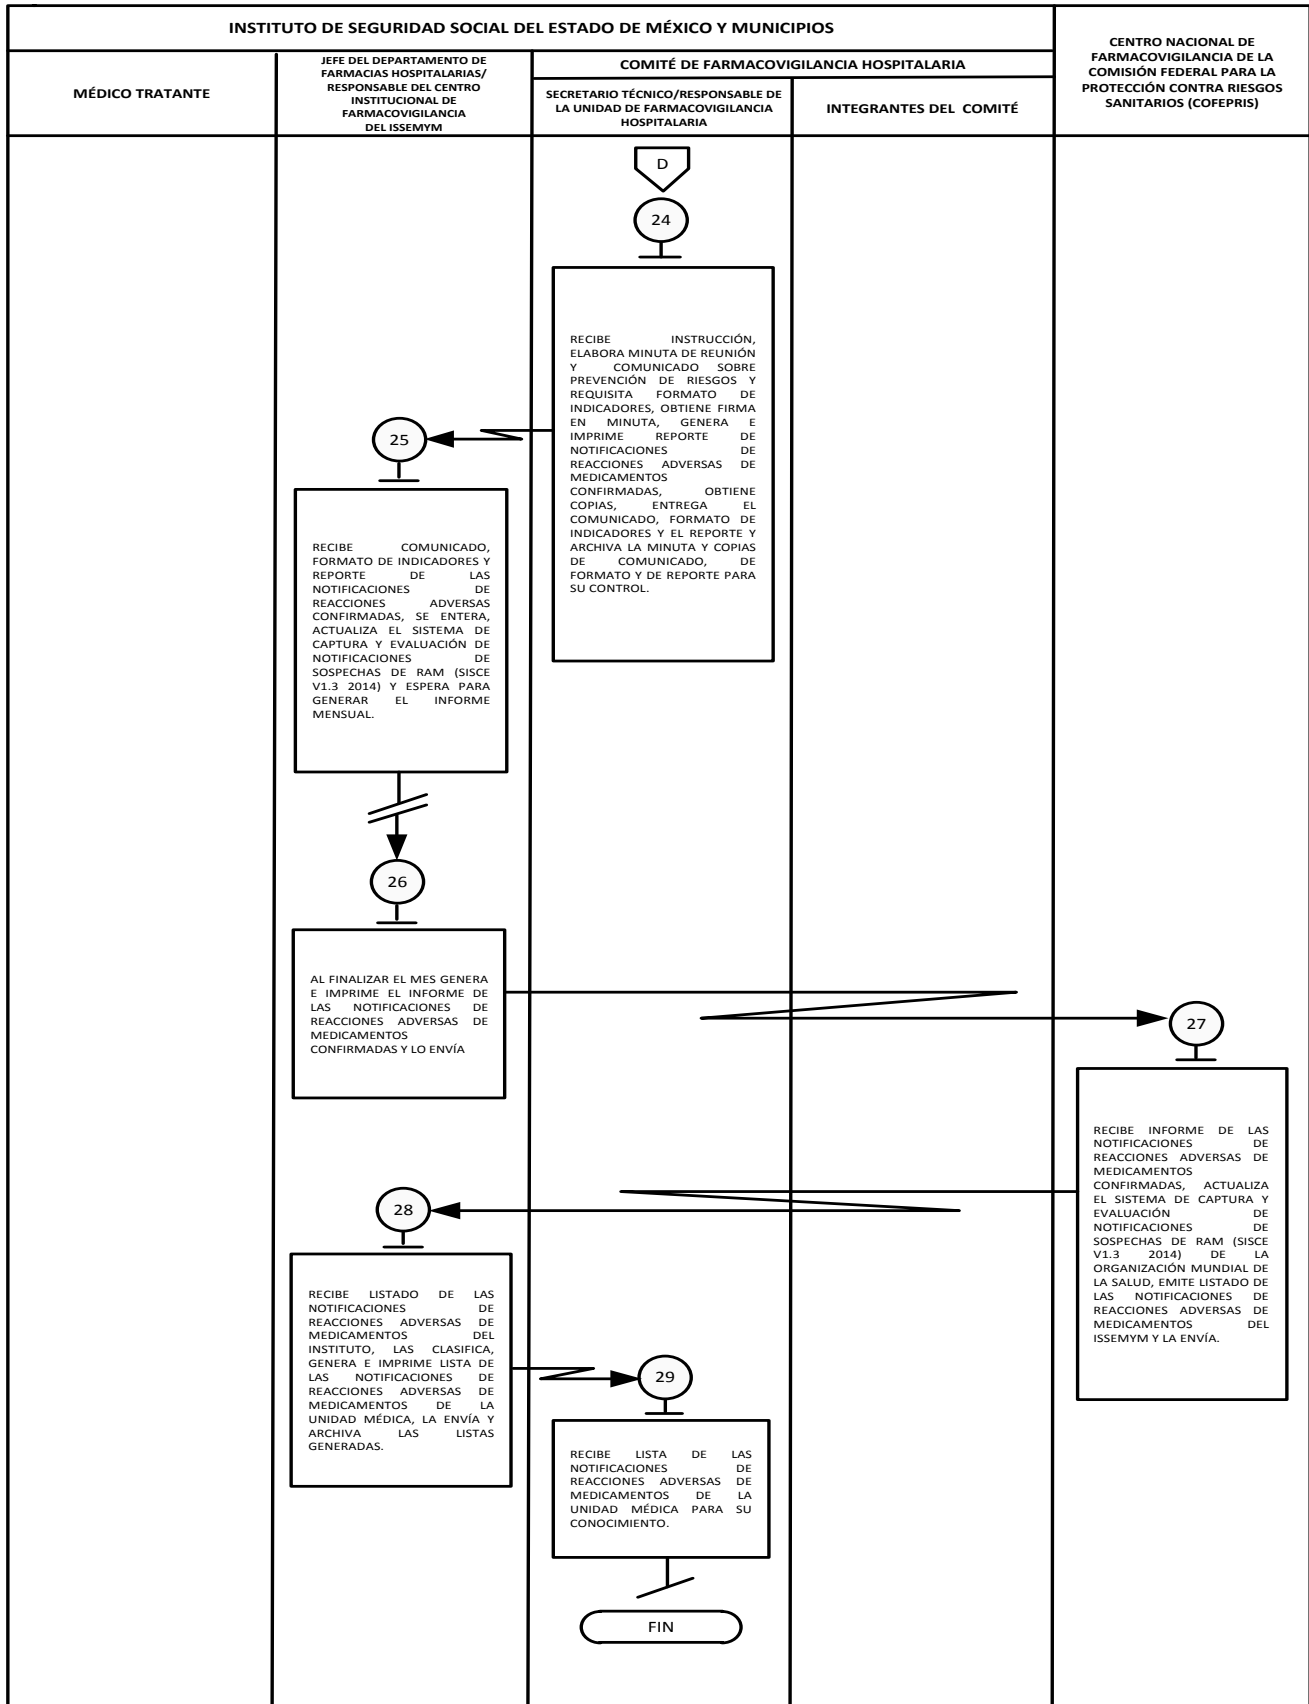 INSTITUTO DE SEGURIDAD SOCIAL DEL ESTADO DE MÉXICO Y MUNICIPIOS
MÉDICO TRATANTE
JEFE DEL DEPARTAMENTO DE
FARMACIAS HOSPITALARIAS/
RESPONSABLE DEL CENTRO
INSTITUCIONAL DE
FARMACOVIGILANCIA
DEL ISSEMYM
COMITÉ DE FARMACOVIGILANCIA HOSPITALARIA
SECRETARIO TÉCNICO/RESPONSABLE DE
LA UNIDAD DE FARMACOVIGILANCIA
HOSPITALARIA
INTEGRANTES DEL COMITÉ
CENTRO NACIONAL DE
FARMACOVIGILANCIA DE LA
COMISIÓN FEDERAL PARA LA
PROTECCIÓN CONTRA RIESGOS
SANITARIOS (COFEPRIS)
D
24
RECIBE INSTRUCCIÓN,
ELABORA MINUTA DE REUNIÓN
Y COMUNICADO SOBRE
PREVENCIÓN DE RIESGOS Y
REQUISITA FORMATO DE
INDICADORES, OBTIENE FIRMA
EN MINUTA, GENERA E
IMPRIME REPORTE DE
NOTIFICACIONES DE
REACCIONES ADVERSAS DE
MEDICAMENTOS
CONFIRMADAS, OBTIENE
COPIAS, ENTREGA EL
COMUNICADO, FORMATO DE
INDICADORES Y EL REPORTE Y
ARCHIVA LA MINUTA Y COPIAS
DE COMUNICADO, DE
FORMATO Y DE REPORTE PARA
SU CONTROL.
25
RECIBE COMUNICADO,
FORMATO DE INDICADORES Y
REPORTE DE LAS
NOTIFICACIONES DE
REACCIONES ADVERSAS
CONFIRMADAS, SE ENTERA,
ACTUALIZA EL SISTEMA DE
CAPTURA Y EVALUACIÓN DE
NOTIFICACIONES DE
SOSPECHAS DE RAM (SISCE
V1.3 2014) Y ESPERA PARA
GENERAR EL INFORME
MENSUAL.
26
AL FINALIZAR EL MES GENERA
E IMPRIME EL INFORME DE
LAS NOTIFICACIONES DE
REACCIONES ADVERSAS DE
MEDICAMENTOS
CONFIRMADAS Y LO ENVÍA
27
RECIBE INFORME DE LAS
NOTIFICACIONES DE
REACCIONES ADVERSAS DE
MEDICAMENTOS
CONFIRMADAS, ACTUALIZA
EL SISTEMA DE CAPTURA Y
EVALUACIÓN DE
NOTIFICACIONES DE
SOSPECHAS DE RAM (SISCE
V1.3 2014) DE LA
ORGANIZACIÓN MUNDIAL DE
LA SALUD, EMITE LISTADO DE
LAS NOTIFICACIONES DE
REACCIONES ADVERSAS DE
MEDICAMENTOS DEL
ISSEMYM Y LA ENVÍA.
28
RECIBE LISTADO DE LAS
NOTIFICACIONES DE
REACCIONES ADVERSAS DE
MEDICAMENTOS DEL
INSTITUTO, LAS CLASIFICA,
GENERA E IMPRIME LISTA DE
LAS NOTIFICACIONES DE
REACCIONES ADVERSAS DE
MEDICAMENTOS DE LA
UNIDAD MÉDICA, LA ENVÍA Y
ARCHIVA LAS LISTAS
GENERADAS.
29
RECIBE LISTA DE LAS
NOTIFICACIONES DE
REACCIONES ADVERSAS DE
MEDICAMENTOS DE LA
UNIDAD MÉDICA PARA SU
CONOCIMIENTO.
FIN